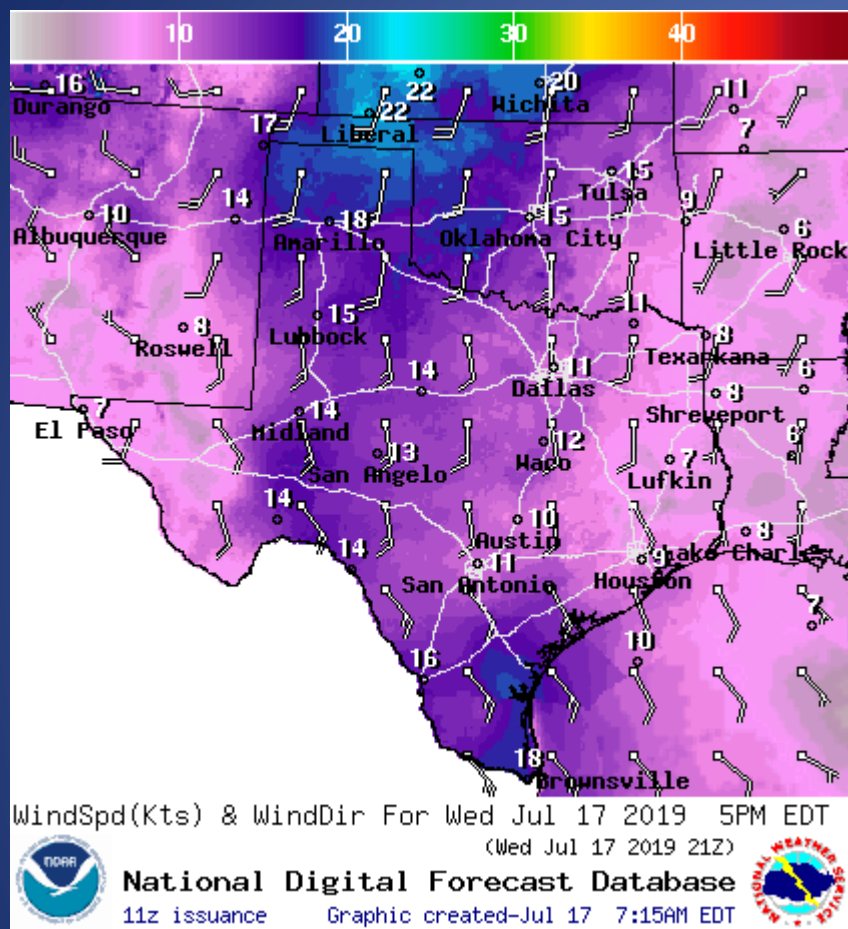 10 20 30 40
16 22 20 11
Durango Wichita
22
Liberal
17 7
15
Tulsa
14 9
10 18 15 6
Albuquerque Amarillo Oklahoma City Little Rock
15 11
8 Lubbock 8
Roswell Texarkana
14 11 6
Dallas
7 14 8
El Paso Midland Shreveport
13 12 6
San Angelo Waco 7
Lufkin
14 10 8
Austin Lake Charles
14 11 9
San Antonio Houston
7
16 10
18
Brownsville
WindSpd(Kts) & WindDir For Wed Jul 17 2019 5PM EDT
(Wed Jul 17 2019 21Z)
NOAA
National Digital Forecast Database
11z issuance Graphic created-Jul 17 7:15AM EDT
NATIONAL WEATHER SERVICE